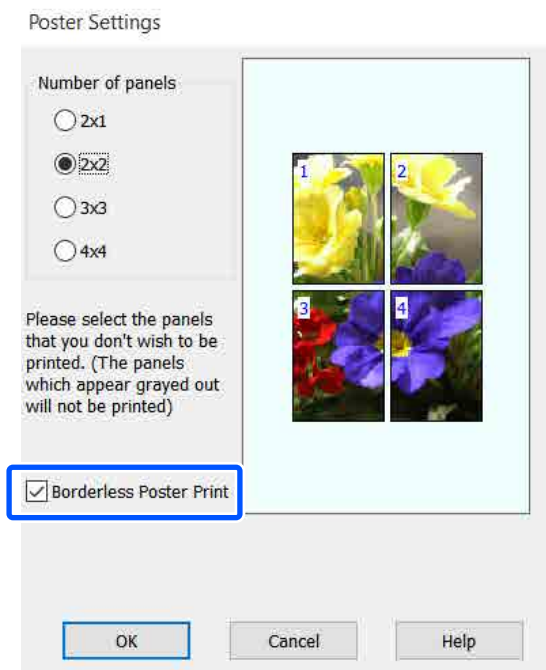 Poster Settings
Number of panels
2x1
2x2
3x3
4x4
1
2
3
4
Please select the panels
that you don't wish to be
printed. (The panels
which appear grayed out
will not be printed)
Borderless Poster Print
OK
Cancel
Help